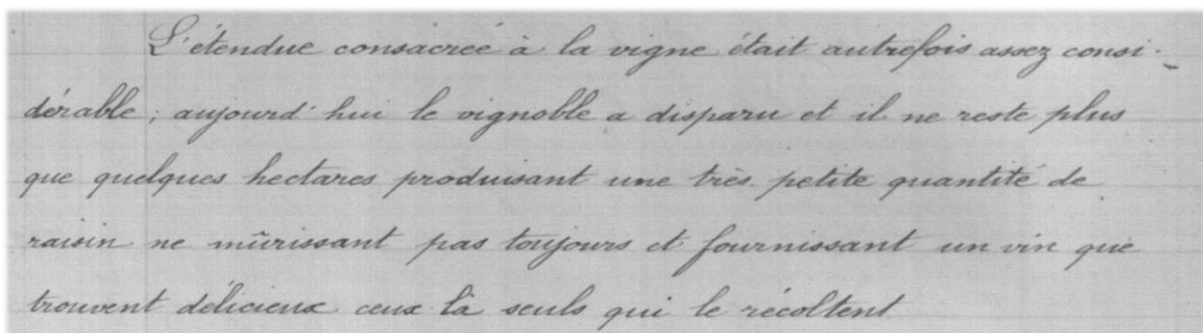 L'étendue consacrée à la vigne était autrefois assez consi-
dérable ; aujourd'hui le vignoble a disparu et il ne reste plus
que quelques hectares produisant une très petite quantité de
raisin ne mûrissant pas toujours et fournissant un vin que
trouvent délicieux ceux là seuls qui le récoltent